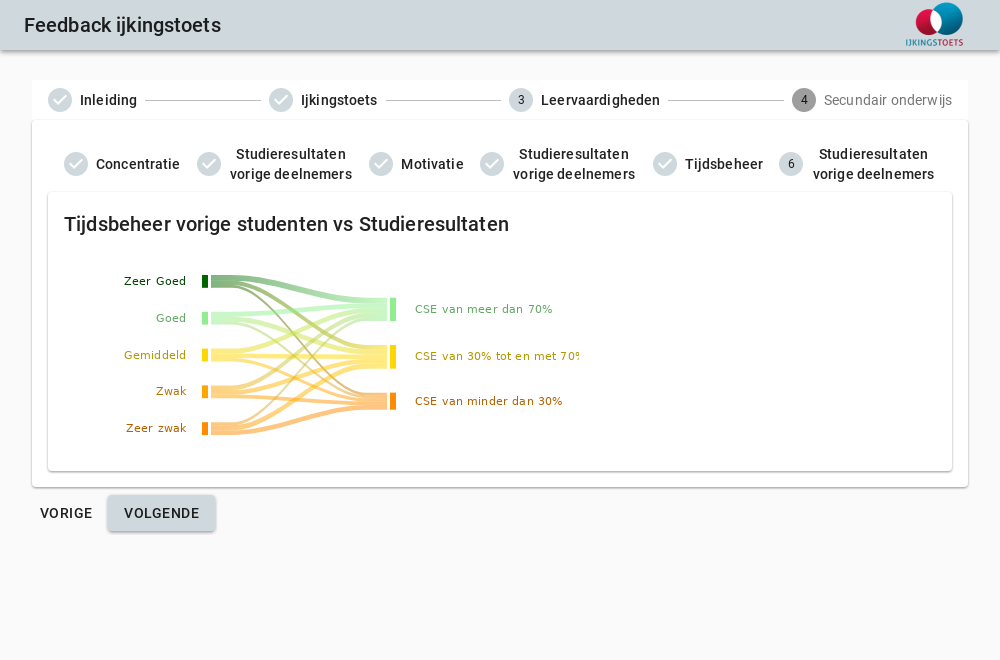 Feedback ijkingstoets
IJKINGSTOETS
Inleiding
Ijkingstoets
3 Leervaardigheden
4 Secundair onderwijs
Concentratie
Studieresultaten
vorige deelnemers
Motivatie
Studieresultaten
vorige deelnemers
Tijdsbeheer
6 Studieresultaten
vorige deelnemers
Tijdsbeheer vorige studenten vs Studieresultaten
Zeer Goed
Goed
Gemiddeld
Zwak
Zeer zwak
CSE van meer dan 70%
CSE van 30% tot en met 70%
CSE van minder dan 30%
VORIGE
VOLGENDE